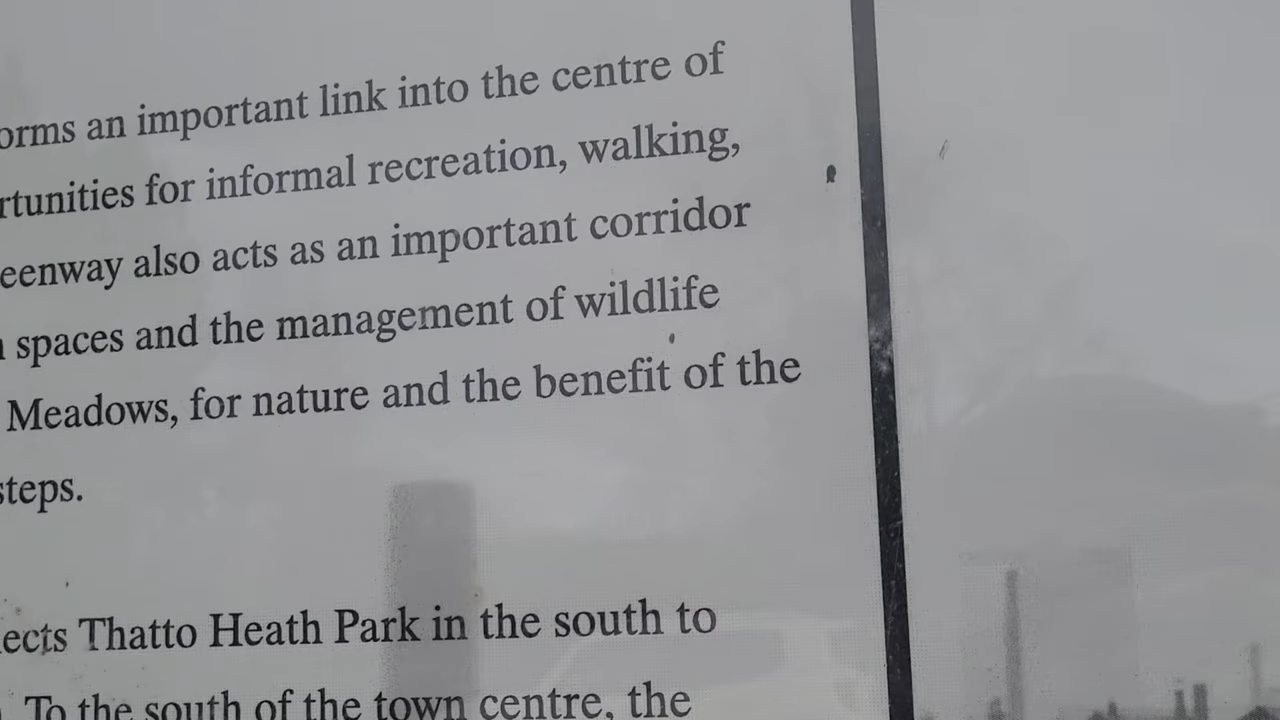 orms an important link into the centre of
rtunities for informal recreation, walking,
eenway also acts as an important corridor
spaces and the management of wildlife
Meadows, for nature and the benefit of the
steps.
ects Thatto Heath Park in the south to
To the south of the town centre, the